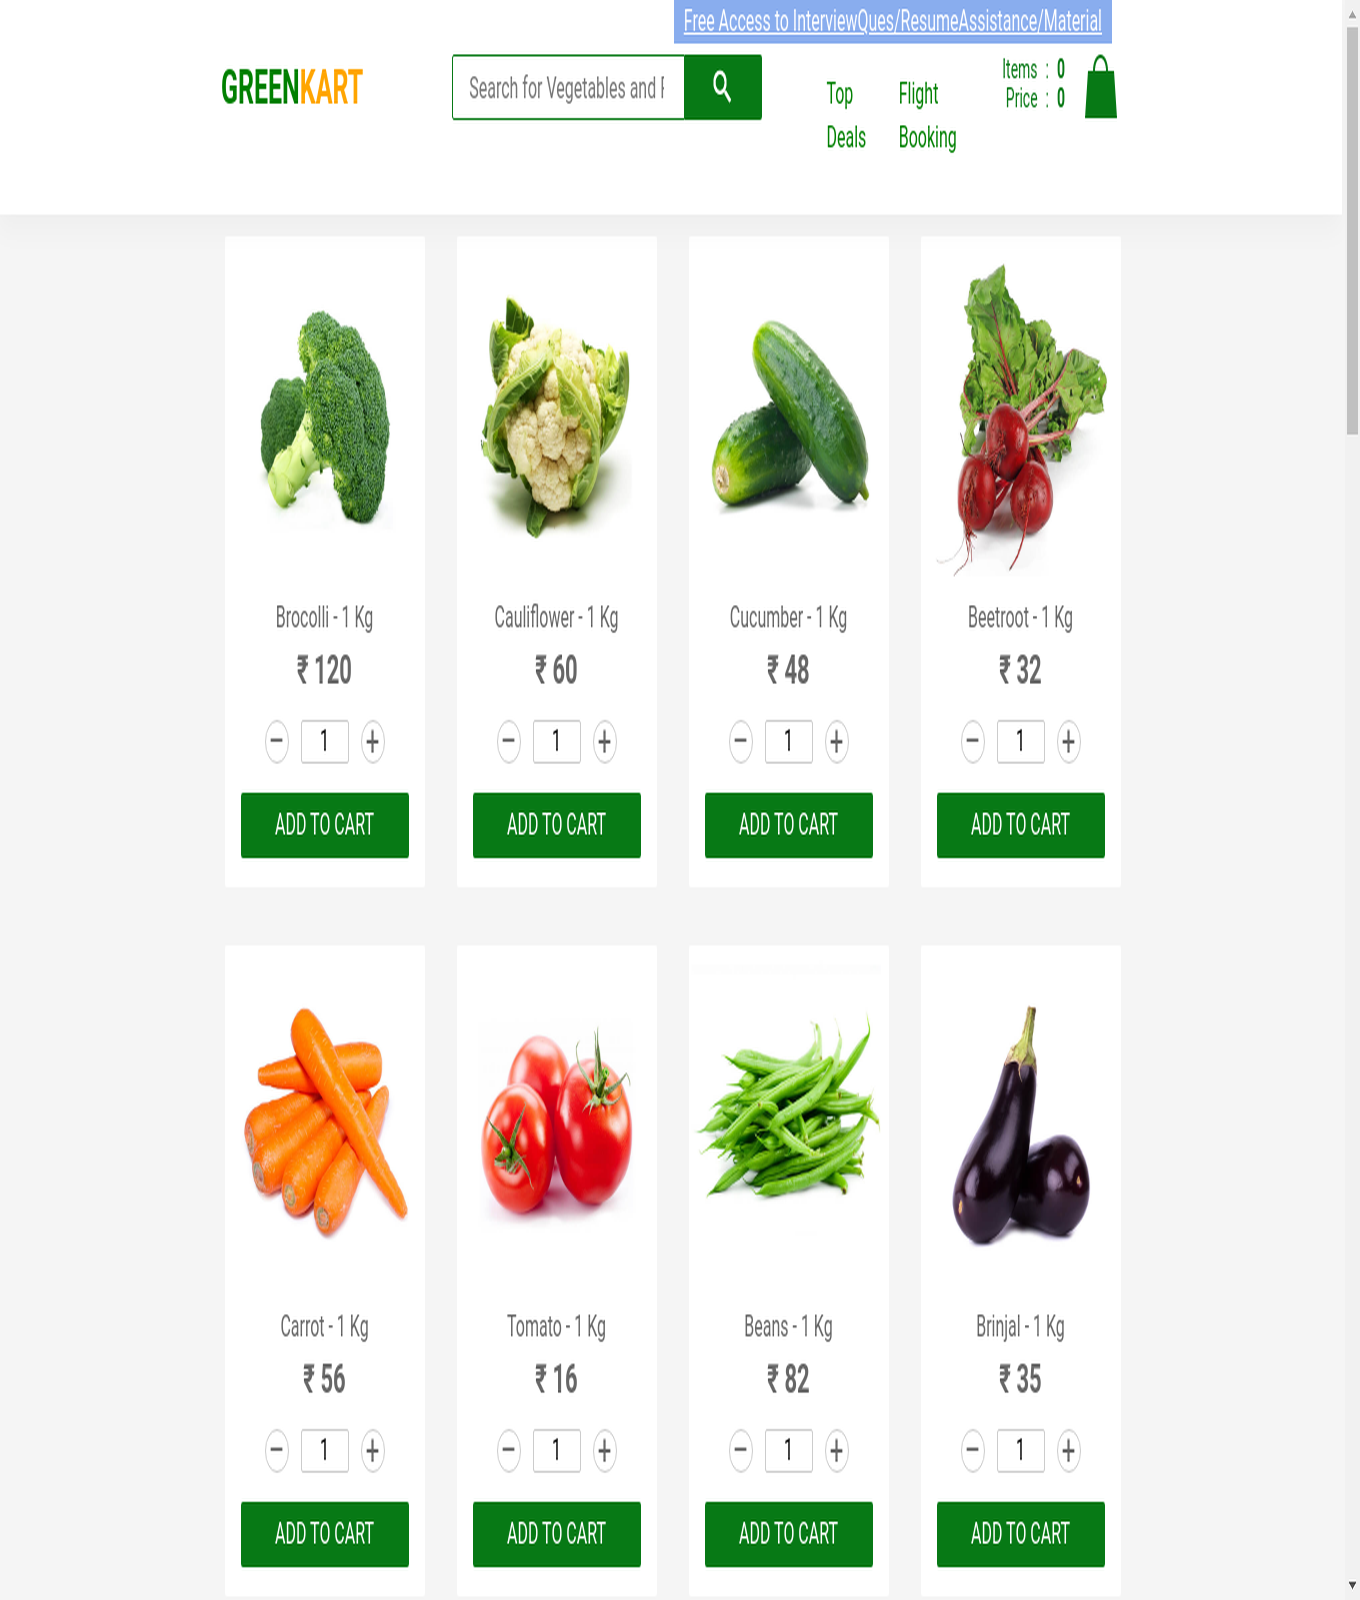 Free Access to InterviewQues/ResumeAssistance/Material
GREENKART
Search for Vegetables and F
Top
Deals
Flight
Booking
Items : 0
Price : 0
Brocolli - 1 Kg
₹ 120
− 1 +
ADD TO CART
Cauliflower - 1 Kg
₹ 60
− 1 +
ADD TO CART
Cucumber - 1 Kg
₹ 48
− 1 +
ADD TO CART
Beetroot - 1 Kg
₹ 32
− 1 +
ADD TO CART
Carrot - 1 Kg
₹ 56
− 1 +
ADD TO CART
Tomato - 1 Kg
₹ 16
− 1 +
ADD TO CART
Beans - 1 Kg
₹ 82
− 1 +
ADD TO CART
Brinjal - 1 Kg
₹ 35
− 1 +
ADD TO CART